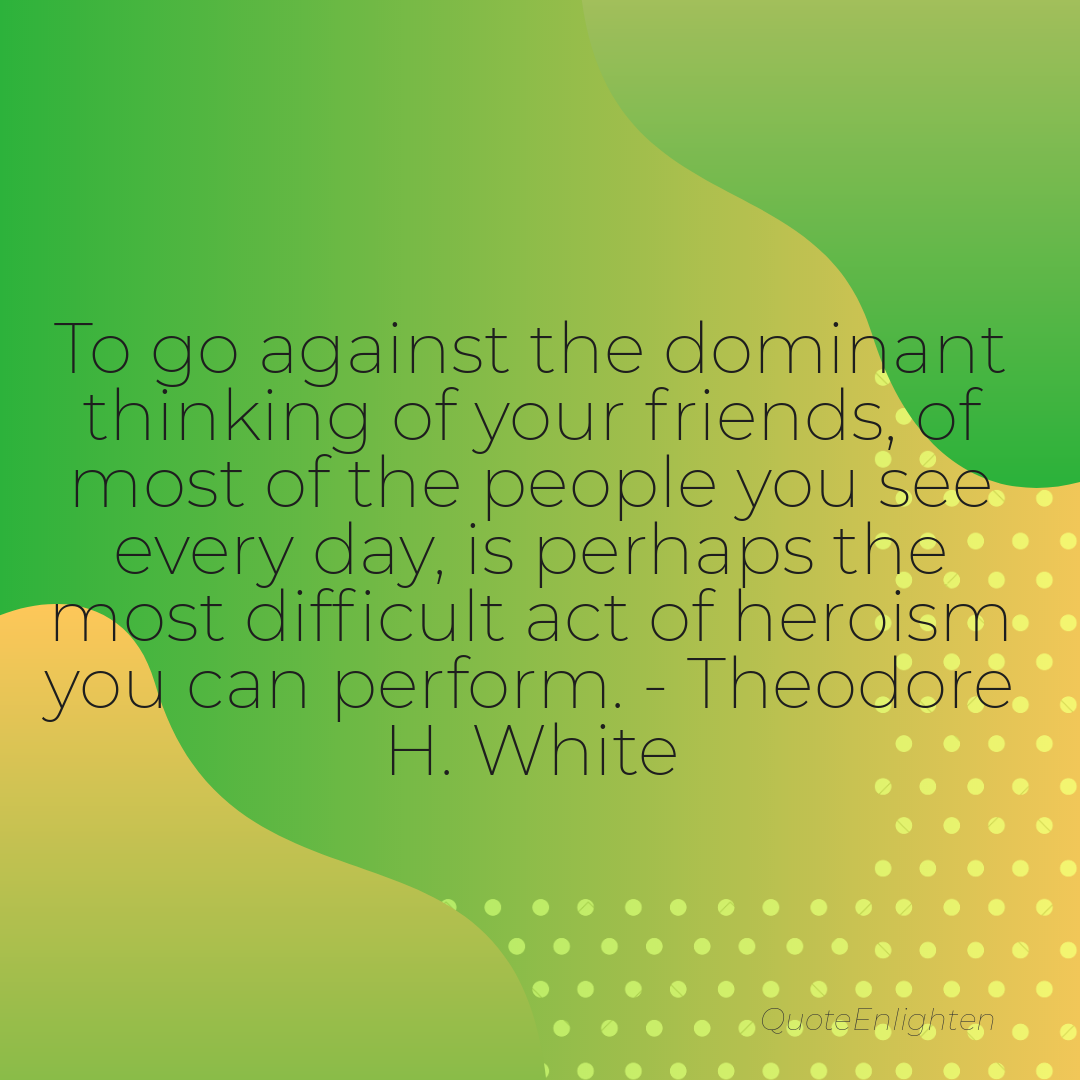 To go against the dominant
thinking of your friends, of
most of the people you see
every day, is perhaps the
most difficult act of heroism
you can perform. - Theodore
H. White
QuoteEnlighten